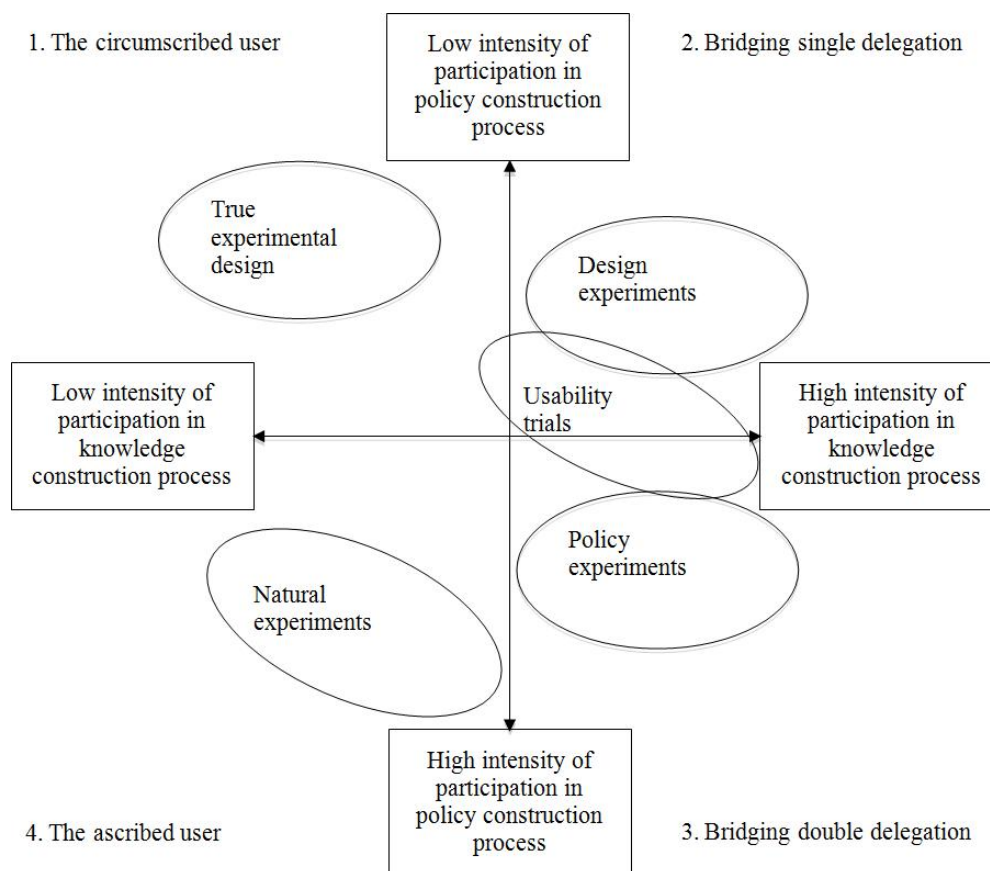 1. The circumscribed user
Low intensity of
participation in
policy construction
process
2. Bridging single delegation
True
experimental
design
Design
experiments
Low intensity of
participation in
knowledge
construction process
Usability
trials
High intensity of
participation in
knowledge
construction process
Policy
experiments
Natural
experiments
High intensity of
participation in
policy construction
process
4. The ascribed user
3. Bridging double delegation